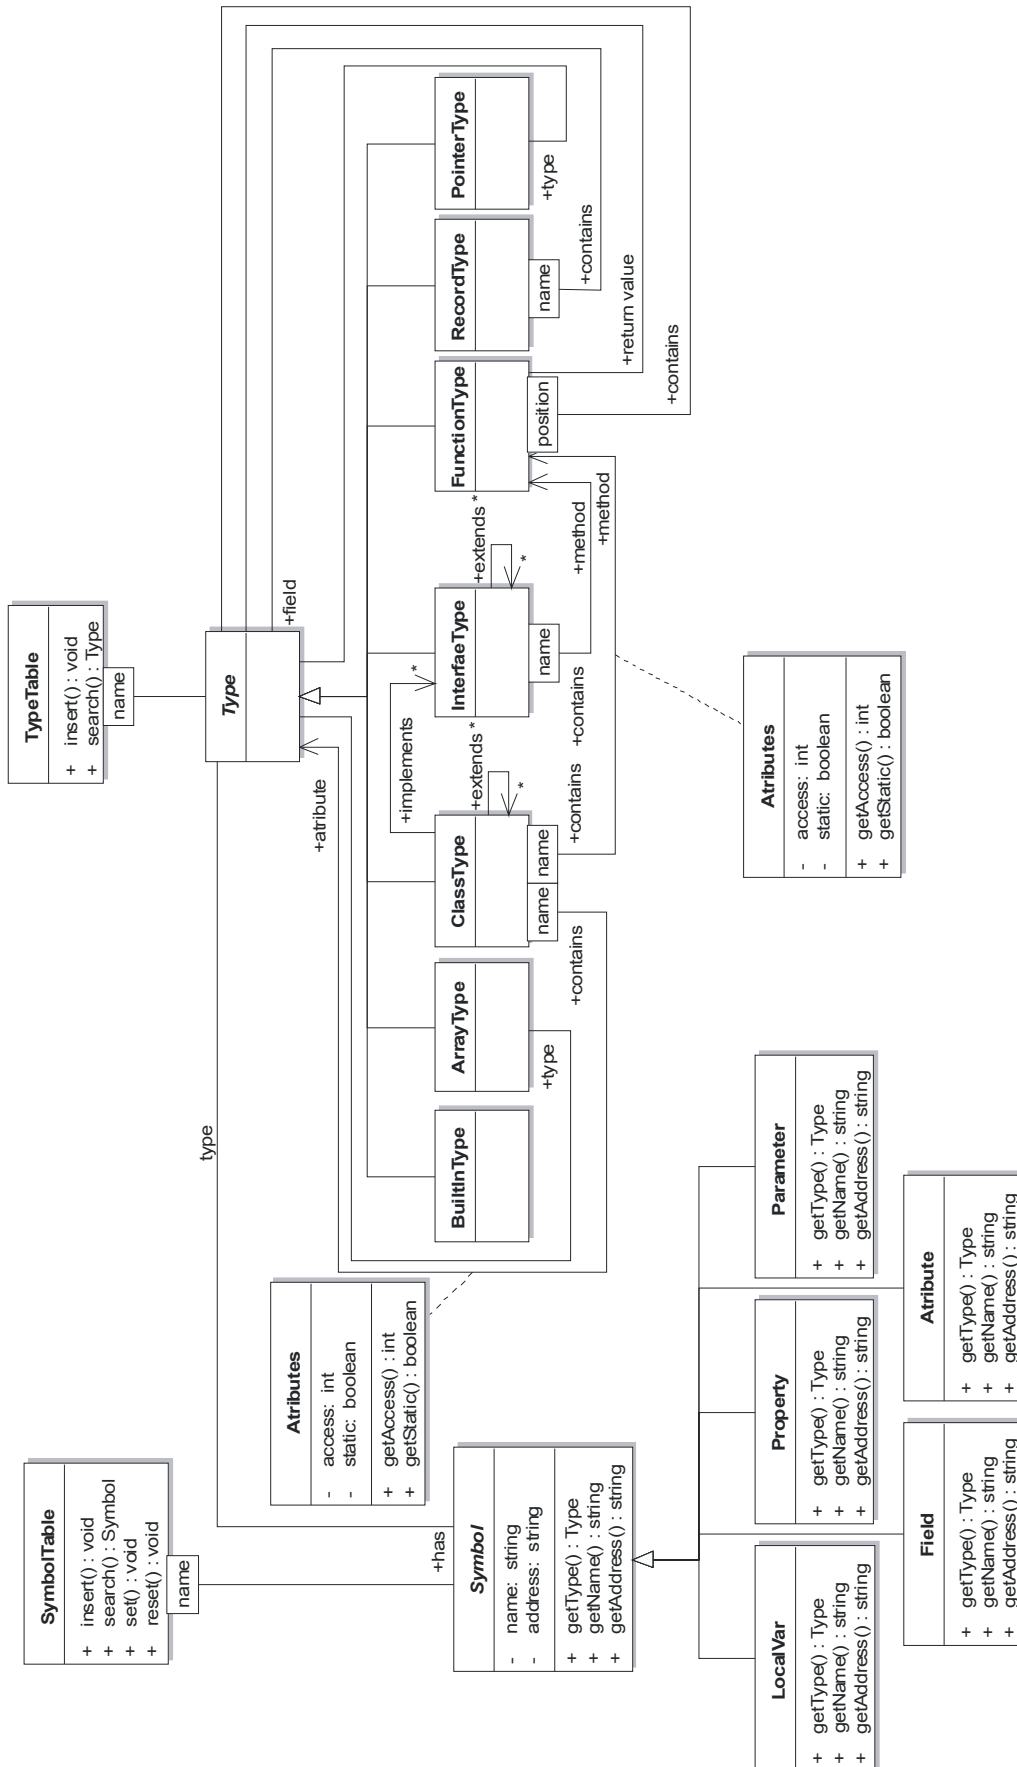 TypeTable
+ insert() : void
+ search() : Type
name
Type
+field
+atribute
type
PointerType
+type
RecordType
name
+contains
FunctionType
position
+return value
+contains
InterfaeType
name
+extends *
*
*
+implements
+contains
+method
+method
ClassType
name
name
+extends *
*
+contains
+contains
ArrayType
+type
BuiltInType
Atributes
- access: int
- static: boolean
+ getAccess() : int
+ getStatic() : boolean
Atributes
- access: int
- static: boolean
+ getAccess() : int
+ getStatic() : boolean
SymbolTable
+ insert() : void
+ search() : Symbol
+ set() : void
+ reset() : void
name
+has
Symbol
- name: string
- address: string
+ getType() : Type
+ getName() : string
+ getAddress() : string
LocalVar
+ getType() : Type
+ getName() : string
+ getAddress() : string
Property
+ getType() : Type
+ getName() : string
+ getAddress() : string
Parameter
+ getType() : Type
+ getName() : string
+ getAddress() : string
Field
+ getType() : Type
+ getName() : string
+ getAddress() : string
Atribute
+ getType() : Type
+ getName() : string
+ getAddress() : string